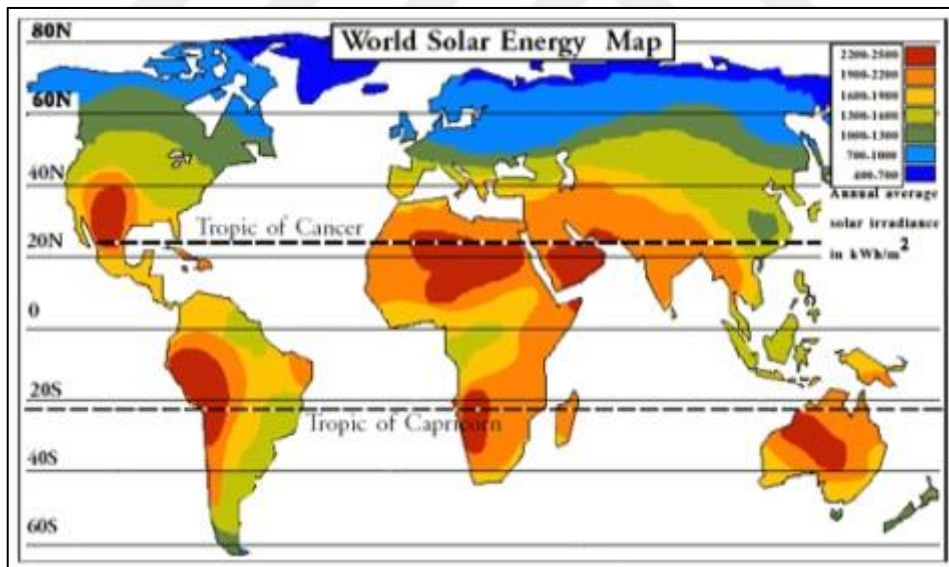 World Solar Energy Map
80N
60N
40N
20N
0
20S
40S
60S
Tropic of Cancer
Tropic of Capricorn
2200-2500
1900-2200
1600-1900
1300-1600
1000-1300
700-1000
400-700
Annual average
solar irradiance
in kWh/m²